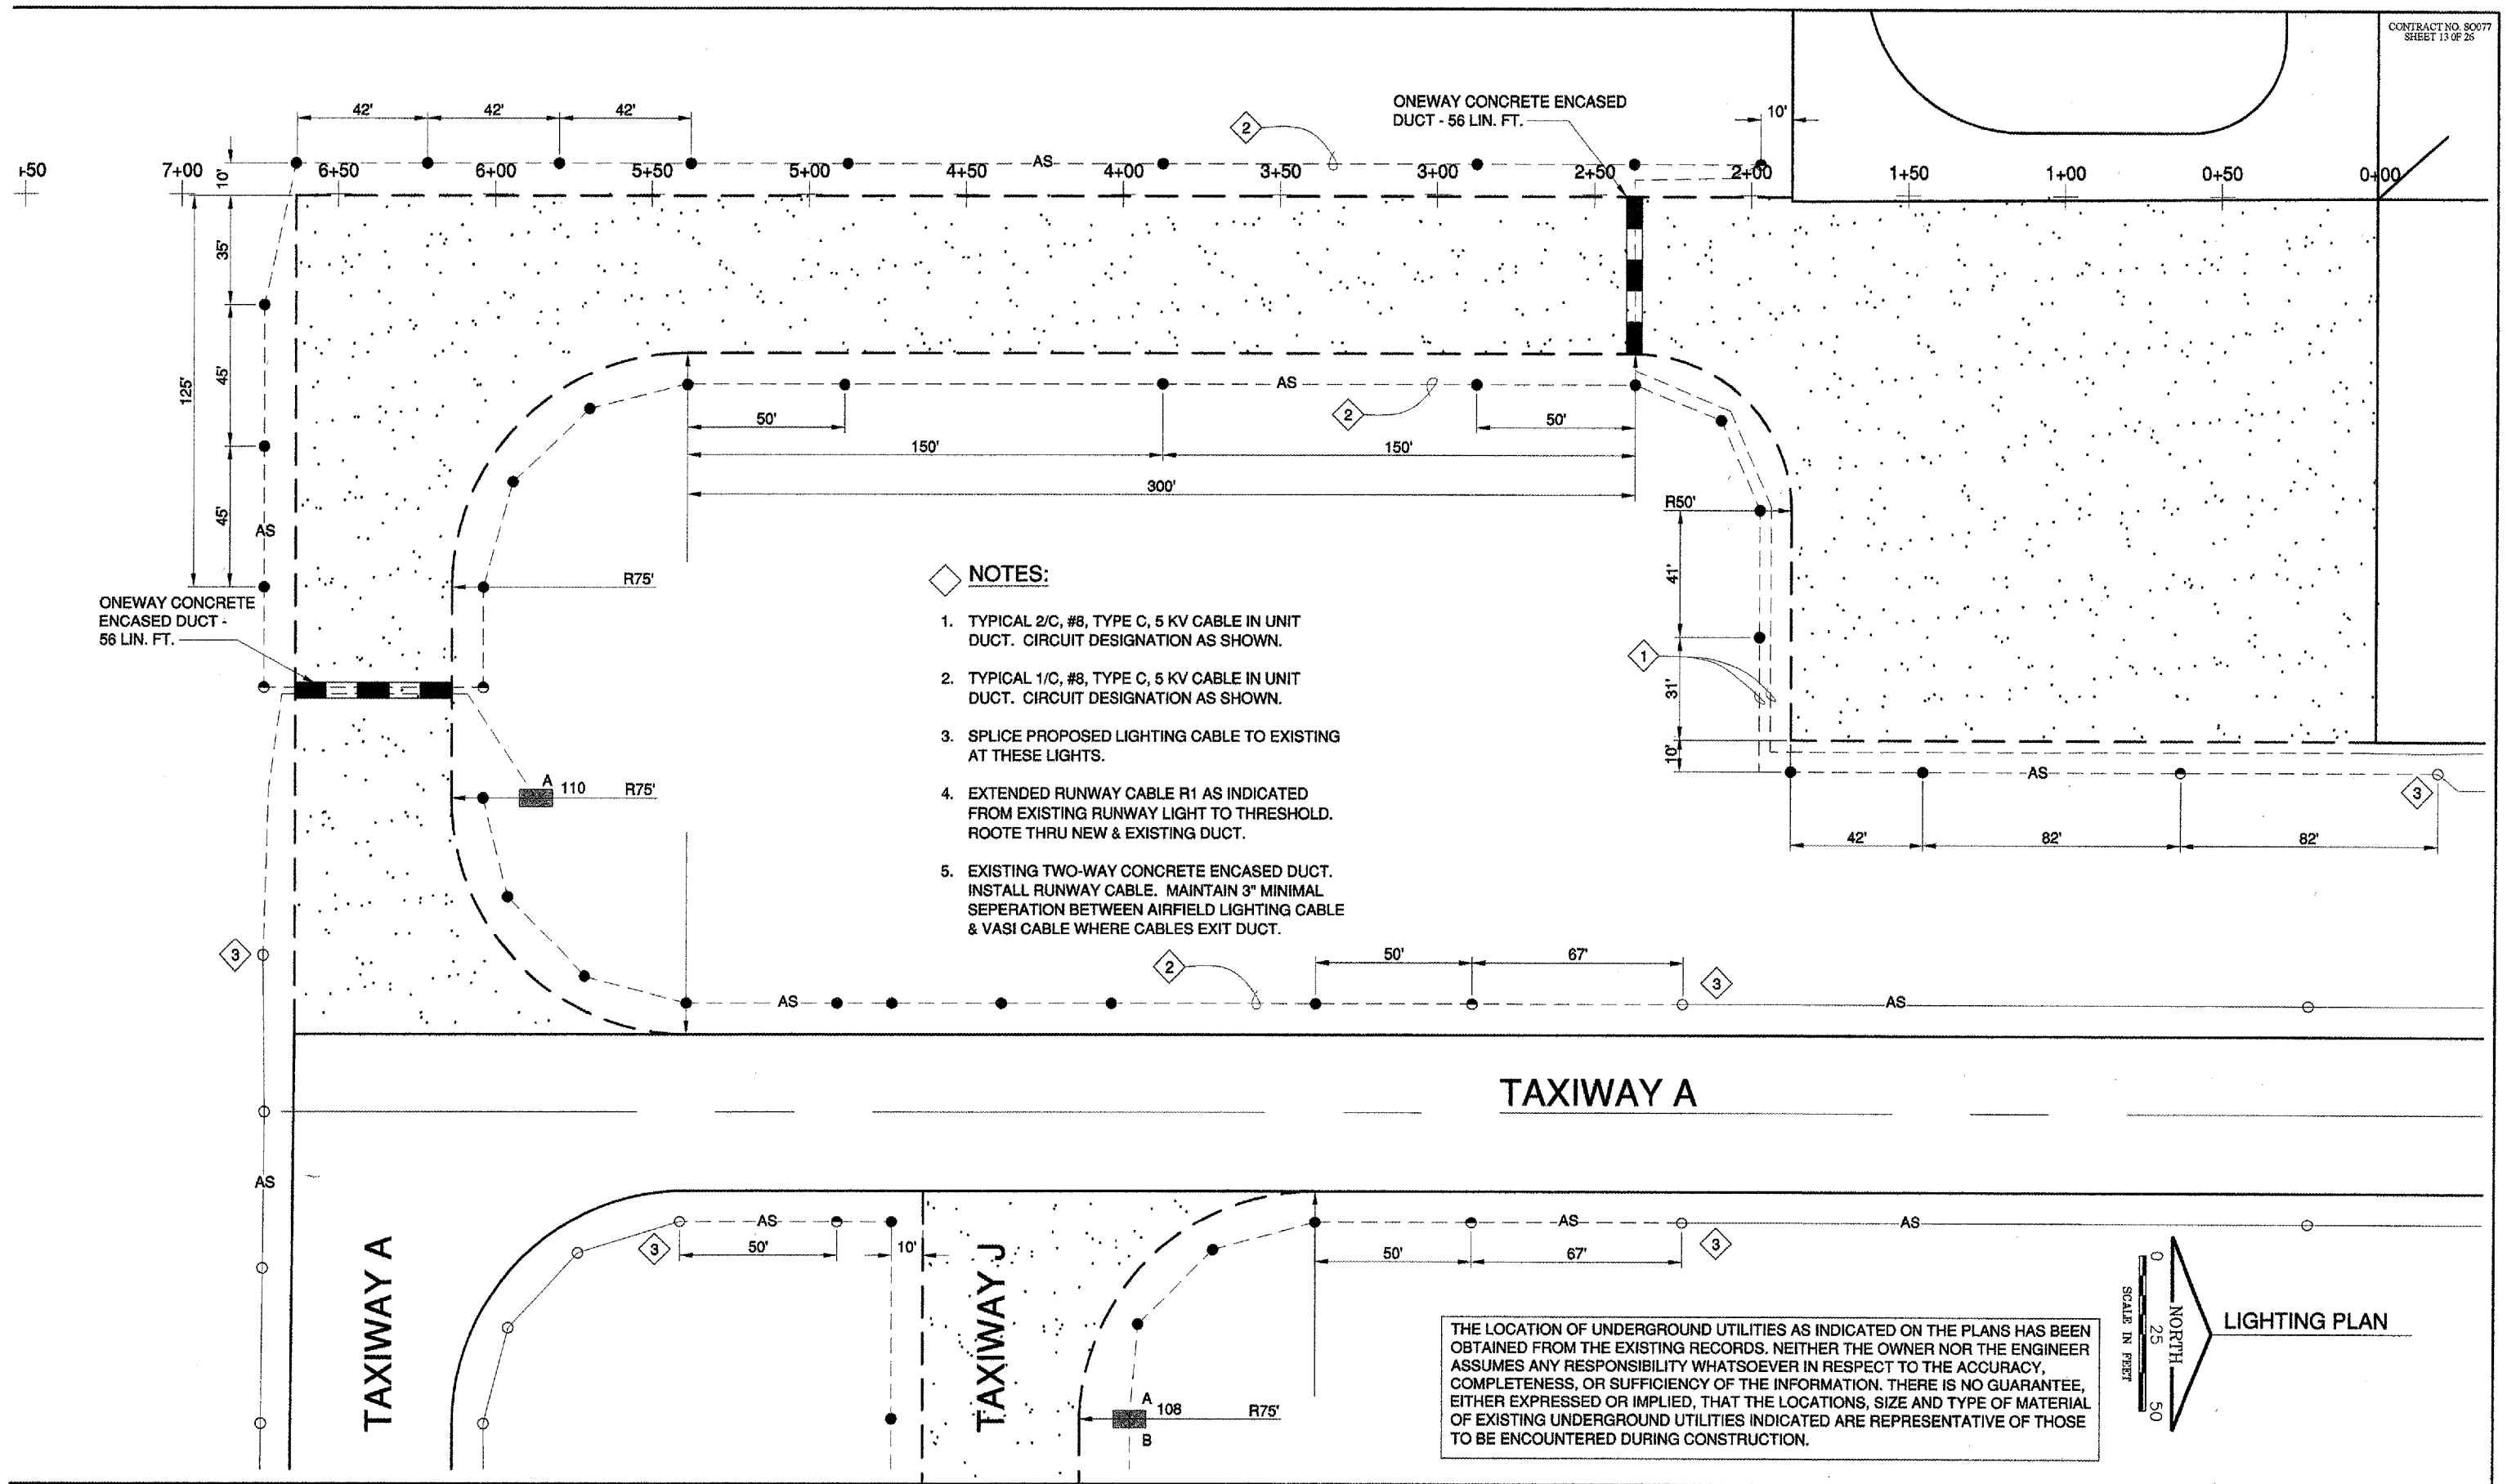 CONTRACT NO. SO077
SHEET 13 OF 26
42'
42'
42'
ONEWAY CONCRETE ENCASED
DUCT - 56 LIN. FT.
10'
2
AS
+50
7+00
6+50
6+00
5+50
5+00
4+50
4+00
3+50
3+00
2+50
2+00
1+50
1+00
0+50
0+00
10'
35'
45'
125'
45'
AS
AS
2
50'
50'
150'
150'
300'
R50'
41'
31'
10'
1
R75'
ONEWAY CONCRETE
ENCASED DUCT -
56 LIN. FT.
NOTES:
1. TYPICAL 2/C, #8, TYPE C, 5 KV CABLE IN UNIT
DUCT. CIRCUIT DESIGNATION AS SHOWN.
2. TYPICAL 1/C, #8, TYPE C, 5 KV CABLE IN UNIT
DUCT. CIRCUIT DESIGNATION AS SHOWN.
3. SPLICE PROPOSED LIGHTING CABLE TO EXISTING
AT THESE LIGHTS.
4. EXTENDED RUNWAY CABLE R1 AS INDICATED
FROM EXISTING RUNWAY LIGHT TO THRESHOLD.
ROOTE THRU NEW & EXISTING DUCT.
5. EXISTING TWO-WAY CONCRETE ENCASED DUCT.
INSTALL RUNWAY CABLE. MAINTAIN 3" MINIMAL
SEPERATION BETWEEN AIRFIELD LIGHTING CABLE
& VASI CABLE WHERE CABLES EXIT DUCT.
A
110
R75'
AS
3
42'
82'
82'
3
2
50'
67'
3
AS
AS
TAXIWAY A
AS
TAXIWAY A
AS
3
50'
10'
TAXIWAY J
AS
3
AS
50'
67'
A
108
B
R75'
THE LOCATION OF UNDERGROUND UTILITIES AS INDICATED ON THE PLANS HAS BEEN
OBTAINED FROM THE EXISTING RECORDS. NEITHER THE OWNER NOR THE ENGINEER
ASSUMES ANY RESPONSIBILITY WHATSOEVER IN RESPECT TO THE ACCURACY,
COMPLETENESS, OR SUFFICIENCY OF THE INFORMATION. THERE IS NO GUARANTEE,
EITHER EXPRESSED OR IMPLIED, THAT THE LOCATIONS, SIZE AND TYPE OF MATERIAL
OF EXISTING UNDERGROUND UTILITIES INDICATED ARE REPRESENTATIVE OF THOSE
TO BE ENCOUNTERED DURING CONSTRUCTION.
0
25
50
SCALE IN FEET
NORTH
LIGHTING PLAN